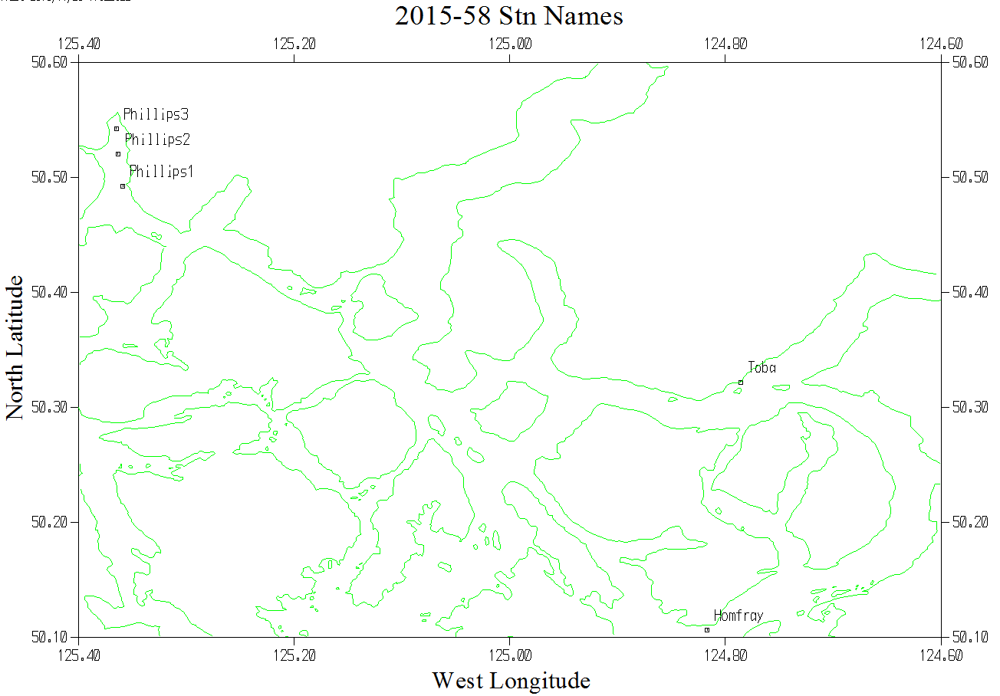 2015-58 Stn Names
125.40 125.20 125.00 124.80 124.60
50.60 50.60
Phillips3
Phillips2
Phillips1
50.50 50.50
50.40 50.40
North Latitude
Toba
50.30 50.30
50.20 50.20
Homfray
50.10 50.10
125.40 125.20 125.00 124.80 124.60
West Longitude